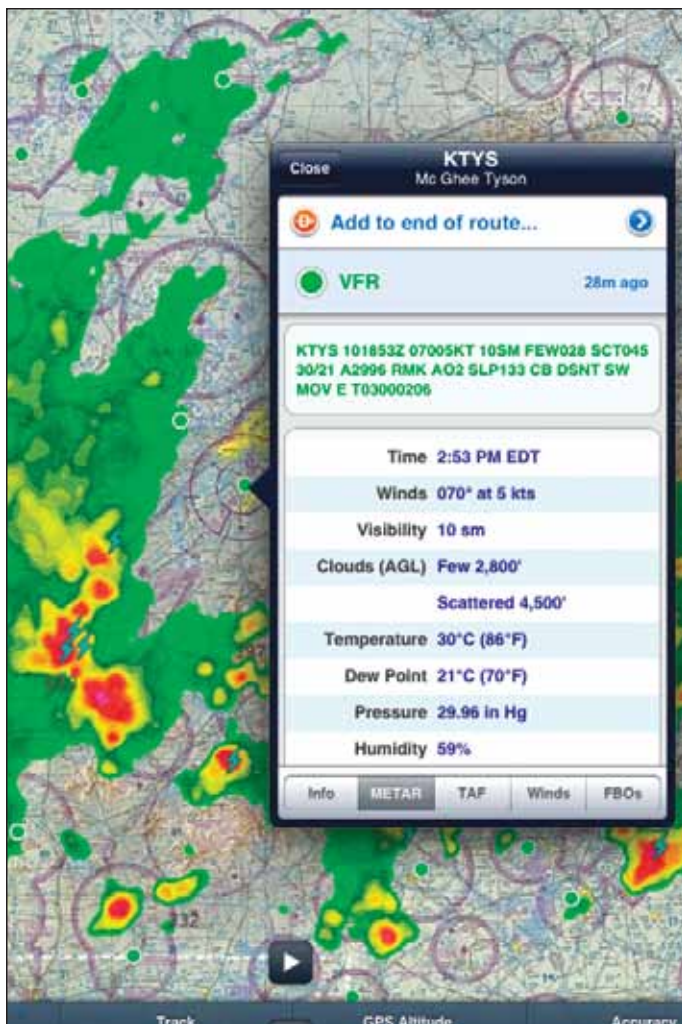 Close
KTYS
Mc Ghee Tyson
Add to end of route...
VFR
28m ago
KTYS 101853Z 07005KT 10SM FEW028 SCT045
30/21 A2996 RMK AO2 SLP133 CB DSNT SW
MOV E T03000206
Time 2:53 PM EDT
Winds 070° at 5 kts
Visibility 10 sm
Clouds (AGL) Few 2,800'
Scattered 4,500'
Temperature 30°C (86°F)
Dew Point 21°C (70°F)
Pressure 29.96 in Hg
Humidity 59%
Info METAR TAF Winds FBOs
332
Track GPS Altitude Accuracy